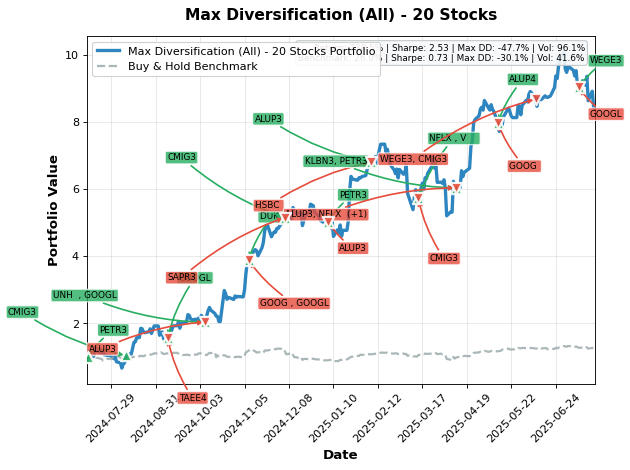 Max Diversification (All) - 20 Stocks
| Sharpe: 2.53 | Max DD: -47.7% | Vol: 96.1%
| Sharpe: 0.73 | Max DD: -30.1% | Vol: 41.6%
Max Diversification (All) - 20 Stocks Portfolio
Buy & Hold Benchmark
WEGE3
ALUP4
GOOGL
ALUP3
NELX , V
CMIG3
KLBN3, PETR3
WEGE3, CMIG3
GOOG
PETR3
HSBC
ALUP3, NELX (+1)
ALUP3
CMIG3
SAPR3
UNH , GOOGL
GOOG , GOOGL
CMIG3
PETR3
ALUP3
TAEE4
Portfolio Value
10
8
6
4
2
2024-07-29
2024-08-31
2024-10-03
2024-11-05
2024-12-08
2025-01-10
2025-02-12
2025-03-17
2025-04-19
2025-05-22
2025-06-24
Date